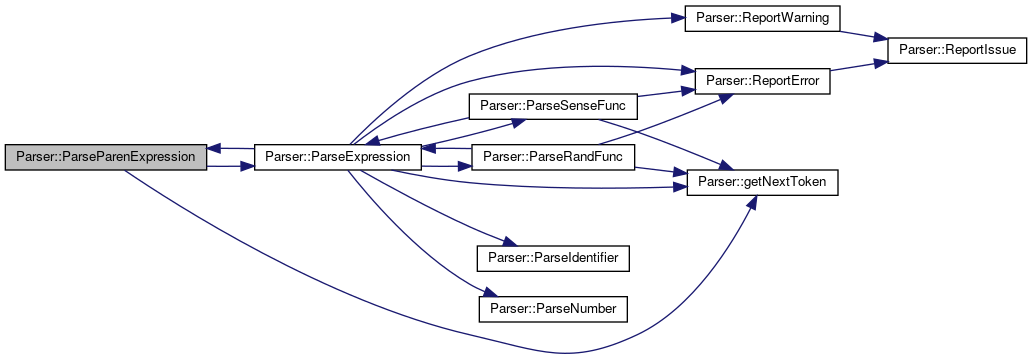 Parser::ReportWarning
Parser::ReportIssue
Parser::ReportError
Parser::ParseSenseFunc
Parser::ParseParenExpression
Parser::ParseExpression
Parser::ParseRandFunc
Parser::getNextToken
Parser::ParseIdentifier
Parser::ParseNumber